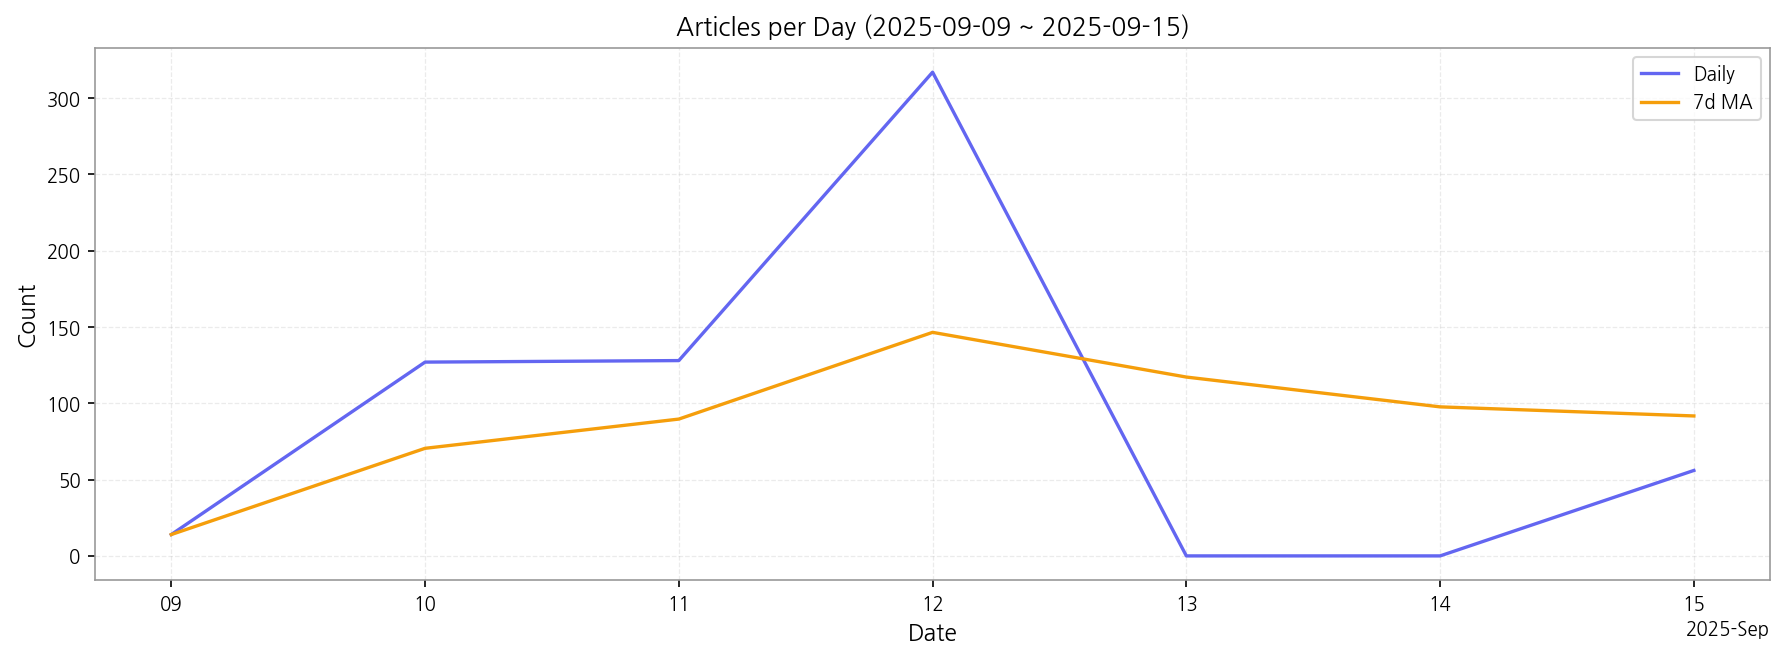 Articles per Day (2025-09-09 ~ 2025-09-15)
Daily
7d MA
300
250
200
150
100
50
0
Count
09 10 11 12 13 14 15
2025-Sep
Date